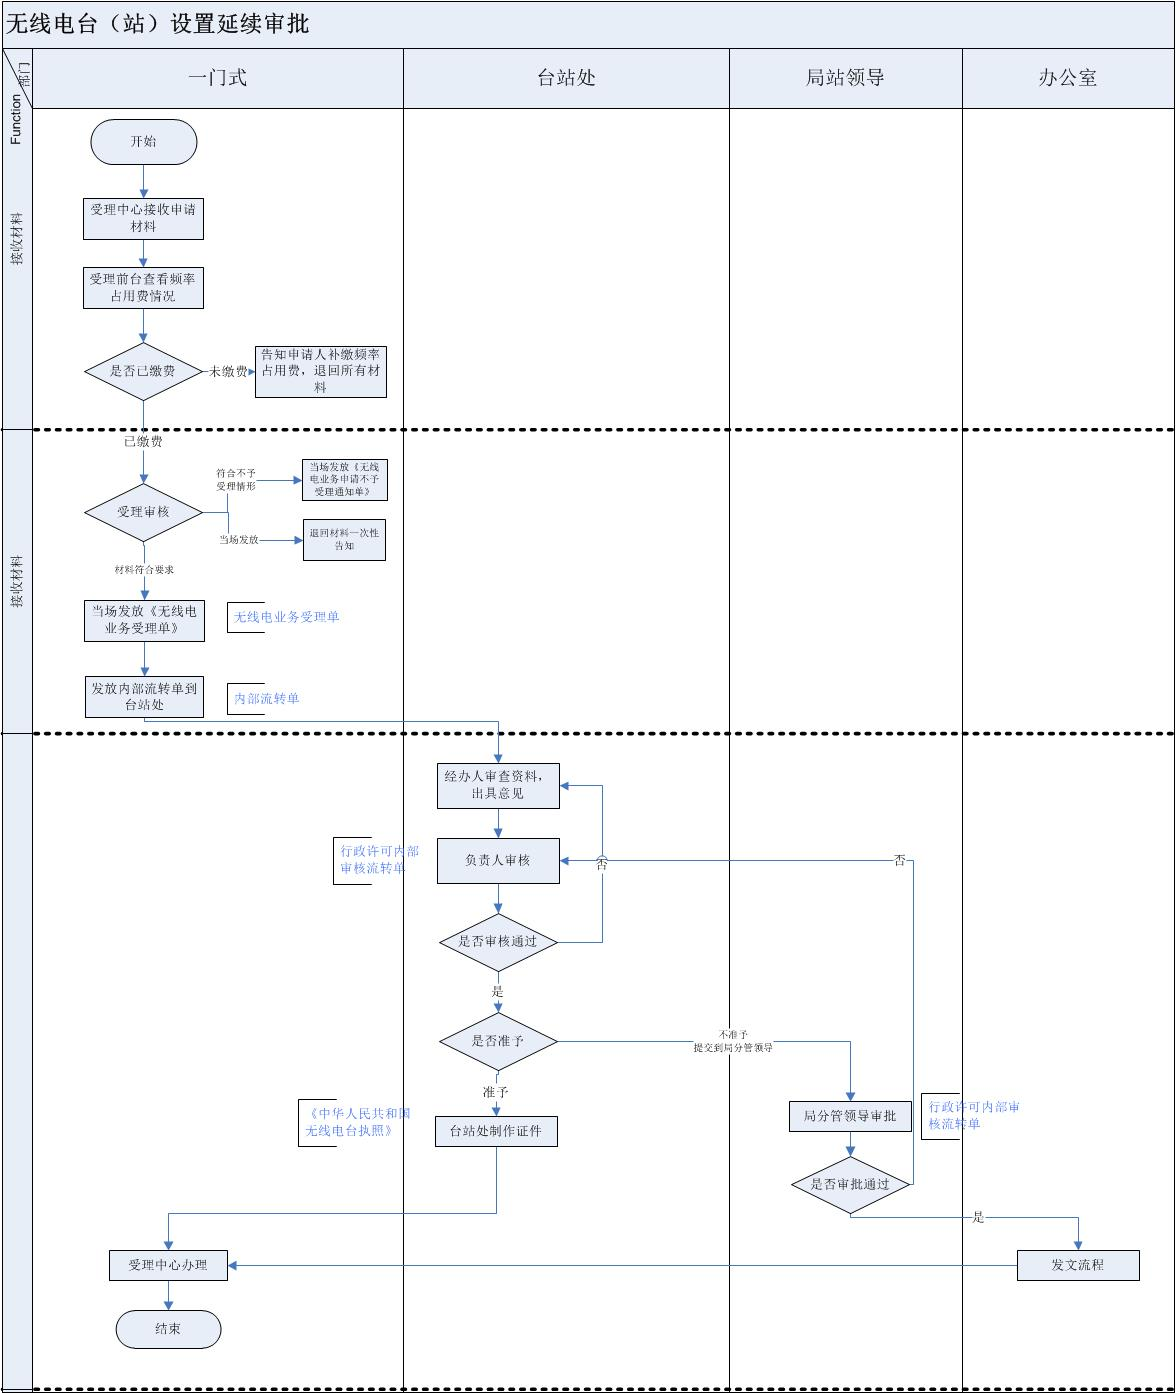 无线电台（站）设置延续审批
部门
Function
一门式
台站处
局站领导
办公室
接收材料
开始
受理中心接收申请
材料
受理前台查看频率
占用费情况
是否已缴费
未缴费
告知申请人补缴频率
占用费，退回所有材
料
已缴费
接收材料
受理审核
符合不予
受理情形
当场发放《无线
电业务申请不予
受理通知单》
当场发放
退回材料一次性
告知
材料符合要求
当场发放《无线电
业务受理单》
无线电业务受理单
发放内部流转单到
台站处
内部流转单
经办人审查资料，
出具意见
行政许可内部
审核流转单
负责人审核
否
否
是否审核通过
是
是否准予
不准予
提交到局分管领导
准予
《中华人民共和国
无线电台执照》
台站处制作证件
局分管领导审批
行政许可内部审
核流转单
是否审批通过
是
受理中心办理
发文流程
结束